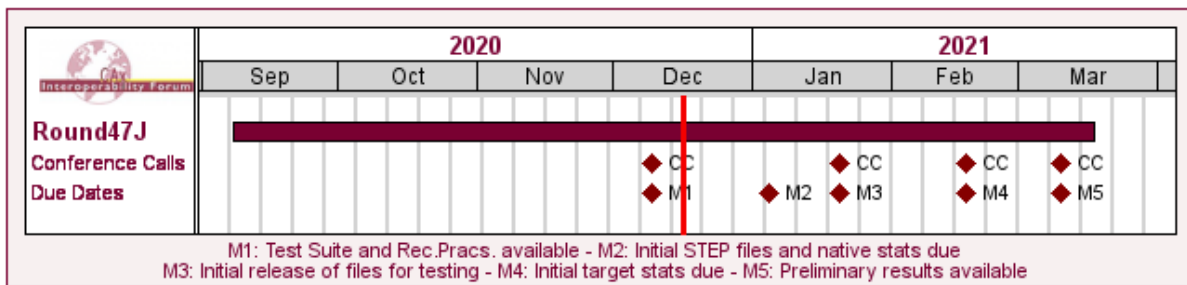 2020 2021
CAx
Interoperability Forum
Sep Oct Nov Dec Jan Feb Mar
Round47J
Conference Calls CC CC CC CC
Due Dates M1 M2 M3 M4 M5
M1: Test Suite and Rec.Pracs. available - M2: Initial STEP files and native stats due
M3: Initial release of files for testing - M4: Initial target stats due - M5: Preliminary results available